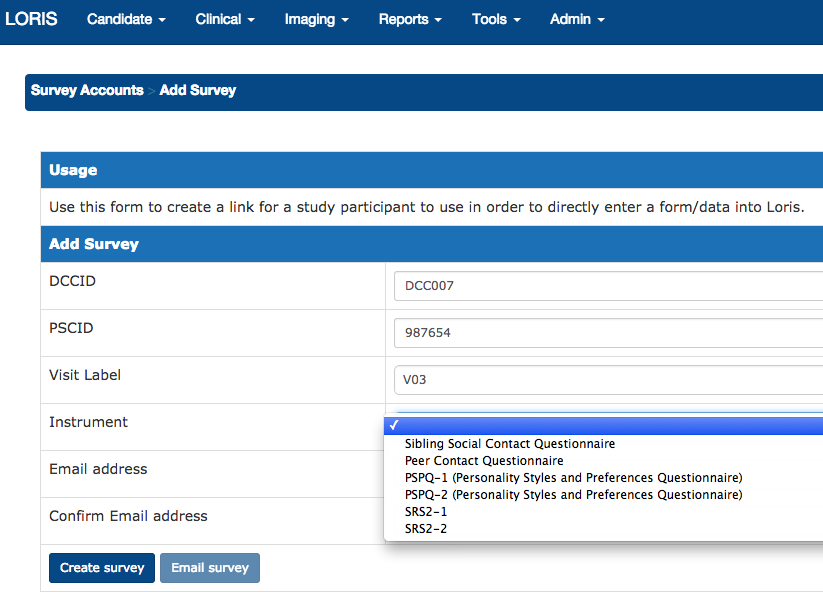 LORIS Candidate Clinical Imaging Reports Tools Admin
Survey Accounts > Add Survey
Usage
Use this form to create a link for a study participant to use in order to directly enter a form/data into Loris.
Add Survey
DCCID DCC007
PSCID 987654
Visit Label V03
Instrument ✓
Sibling Social Contact Questionnaire
Peer Contact Questionnaire
PSPQ-1 (Personality Styles and Preferences Questionnaire)
PSPQ-2 (Personality Styles and Preferences Questionnaire)
SRS2-1
SRS2-2
Email address
Confirm Email address
Create survey Email survey